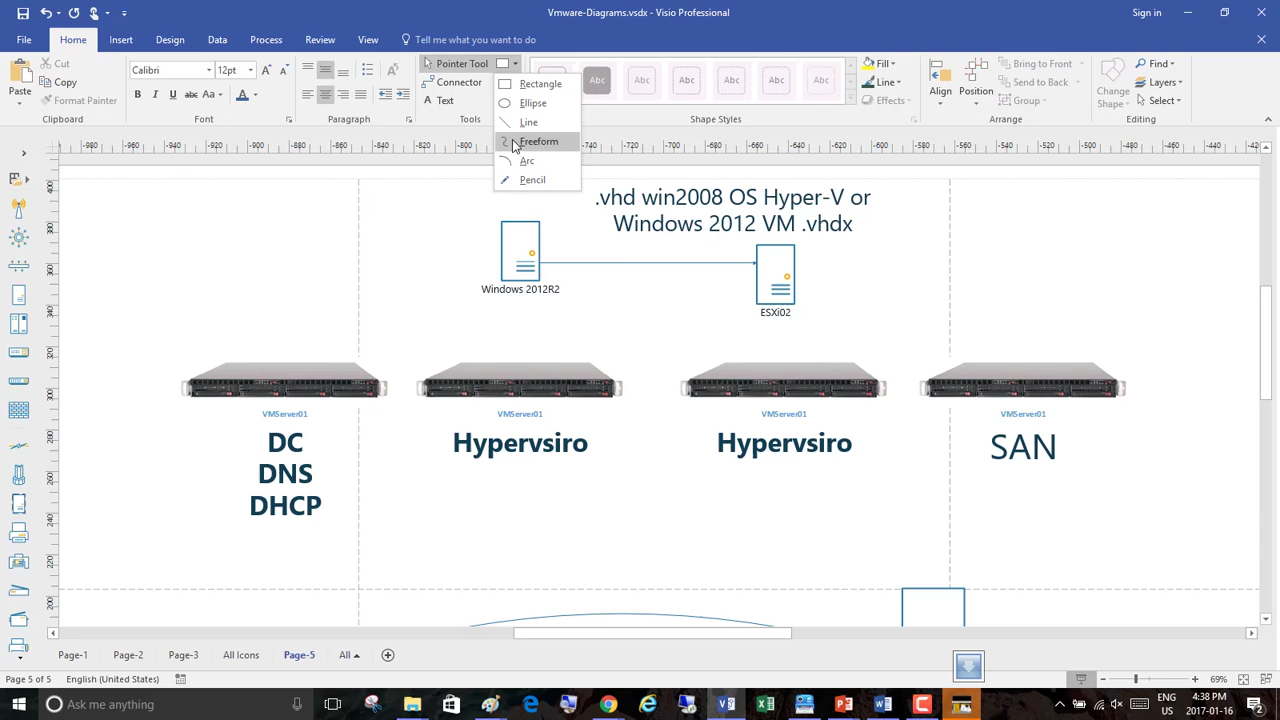 Vmware-Diagrams.vsdx - Visio Professional
Sign in
File
Home
Insert
Design
Data
Process
Review
View
Tell me what you want to do
Cut
Copy
Paste
Format Painter
Clipboard
Calibri
12pt
Font
Paragraph
Pointer Tool
Connector
Text
Tools
Rectangle
Ellipse
Line
Freeform
Arc
Pencil
Abc Abc Abc Abc Abc Abc
Shape Styles
Fill
Line
Effects
Align
Position
Bring to Front
Send to Back
Group
Arrange
Change Shape
Find
Layers
Select
Editing
.vhd win2008 OS Hyper-V or
Windows 2012 VM .vhdx
Windows 2012R2
ESXi02
VMServer01
VMServer01
VMServer01
VMServer01
DC
DNS
DHCP
Hypervsiro
Hypervsiro
SAN
Page-1
Page-2
Page-3
All Icons
Page-5
All
Page 5 of 5
English (United States)
69%
Ask me anything
ENG
4:38 PM
2017-01-16